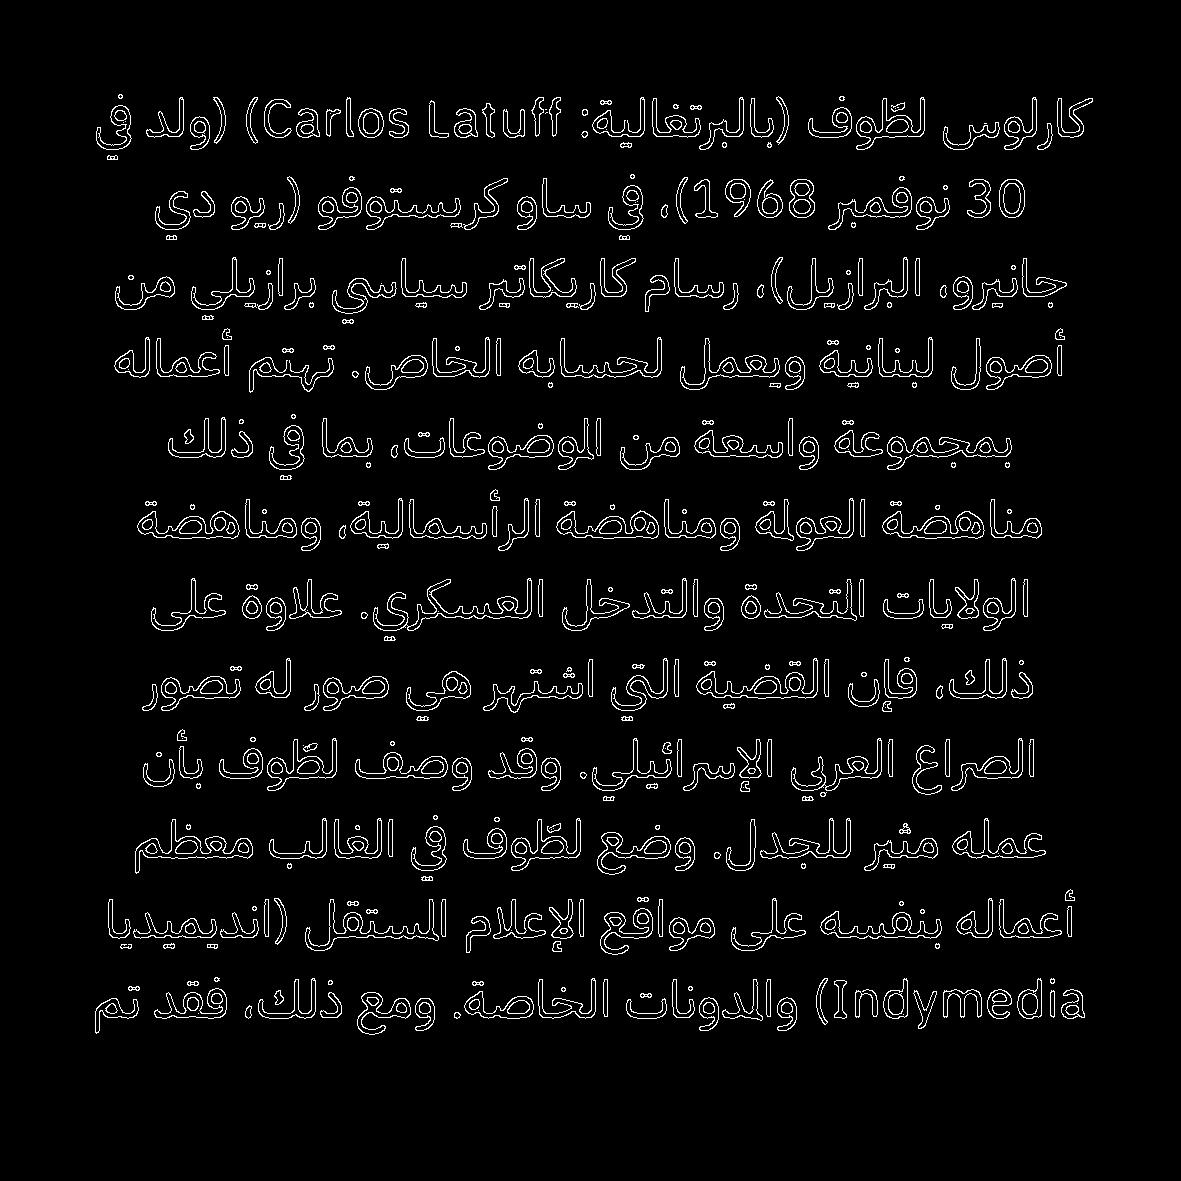 كارلوس لطّوف (بالبرتغالية: Carlos Latuff) (ولد في
30 نوفمبر 1968)، في ساو كريستوفو (ريو دي
جانيرو، البرازيل)، رسام كاريكاتير سياسي برازيلي من
أصول لبنانية ويعمل لحسابه الخاص. تهتم أعماله
بمجموعة واسعة من الموضوعات، بما في ذلك
مناهضة العولمة ومناهضة الرأسمالية، ومناهضة
الولايات المتحدة والتدخل العسكري. علاوة على
ذلك، فإن القضية التي اشتهر هي صور له تصور
الصراع العربي الإسرائيلي. وقد وصف لطّوف بأن
عمله مثير للجدل. وضع لطّوف في الغالب معظم
أعماله بنفسه على مواقع الإعلام المستقل (انديميديا
Indymedia) والمدونات الخاصة. ومع ذلك، فقد تم